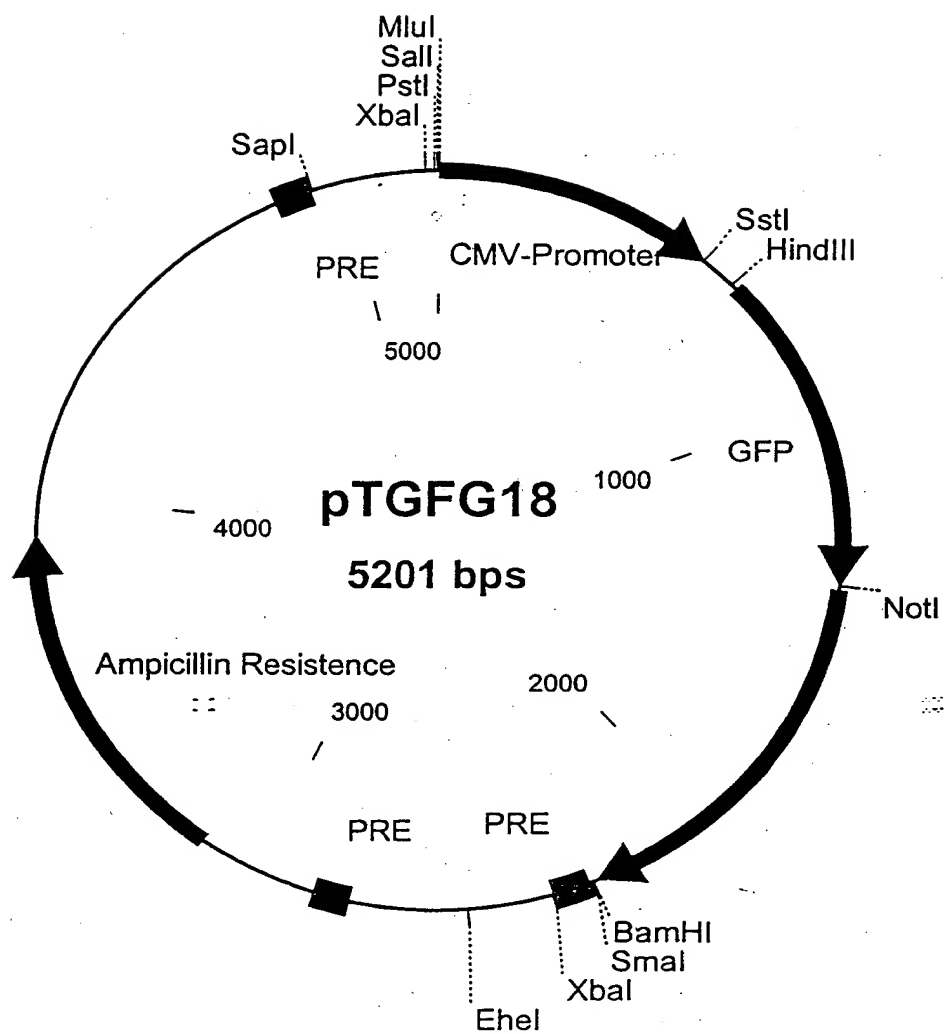 MluI
SalI
PstI
XbaI
SapI
SstI
HindIII
PRE
CMV-Promoter
5000
GFP
1000
pTGFG18
4000
5201 bps
NotI
Ampicillin Resistence
2000
3000
PRE
PRE
BamHI
SmaI
XbaI
EheI